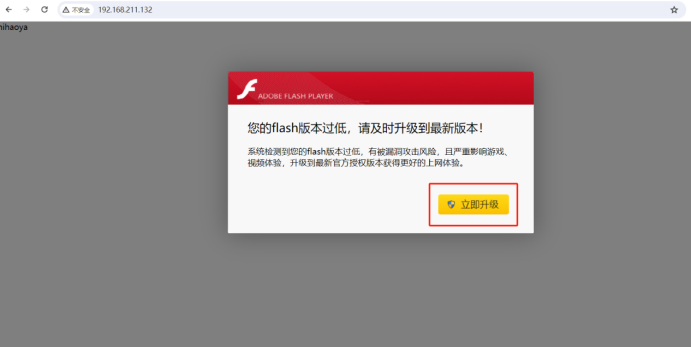 不安全 192.168.211.132
nihaoya
ADOBE FLASH PLAYER
您的flash版本过低，请及时升级到最新版本！
系统检测到您的flash版本过低，有被漏洞攻击风险，且严重影响游戏、
视频体验，升级到最新官方授权版本获得更好的上网体验。
立即升级